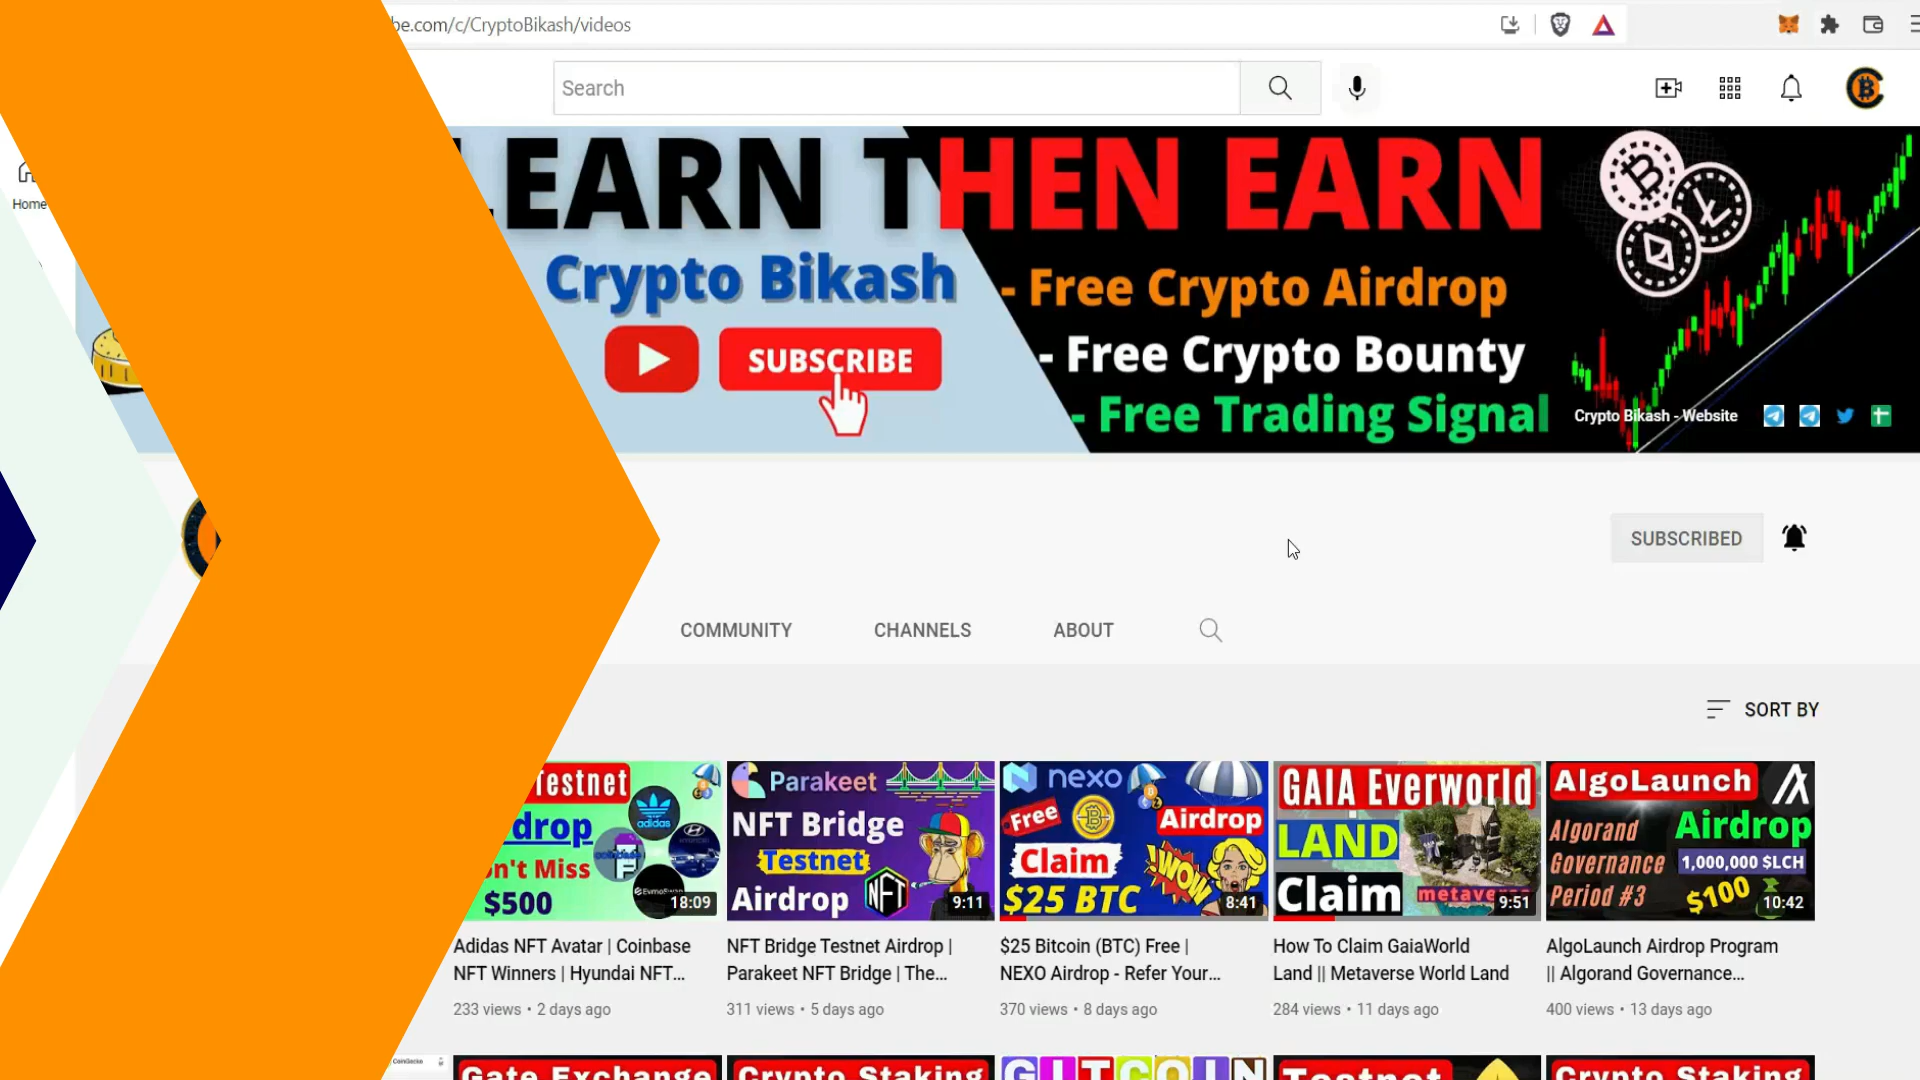 be.com/c/CryptoBikash/videos
Search
Home
LEARN THEN EARN
Crypto Bikash
SUBSCRIBE
- Free Crypto Airdrop
- Free Crypto Bounty
- Free Trading Signal
Crypto Bikash - Website
SUBSCRIBED
COMMUNITY
CHANNELS
ABOUT
SORT BY
Testnet
drop
n't Miss
$500
adidas
18:09
Adidas NFT Avatar | Coinbase
NFT Winners | Hyundai NFT...
233 views • 2 days ago
Parakeet
NFT Bridge
Testnet
Airdrop
NFT
9:11
NFT Bridge Testnet Airdrop |
Parakeet NFT Bridge | The...
311 views • 5 days ago
nexo
Free
Airdrop
Claim
WOW
$25 BTC
8:41
$25 Bitcoin (BTC) Free |
NEXO Airdrop - Refer Your...
370 views • 8 days ago
GAIA Everworld
LAND
Claim
metaverse
9:51
How To Claim GaiaWorld
Land || Metaverse World Land
284 views • 11 days ago
AlgoLaunch
Airdrop
Algorand
Governance
Period #3
1,000,000 $LCH
$100
10:42
AlgoLaunch Airdrop Program
|| Algorand Governance...
400 views • 13 days ago
Gate Exchange
Crypto Staking
GITCOIN
Testnet
Crypto Staking